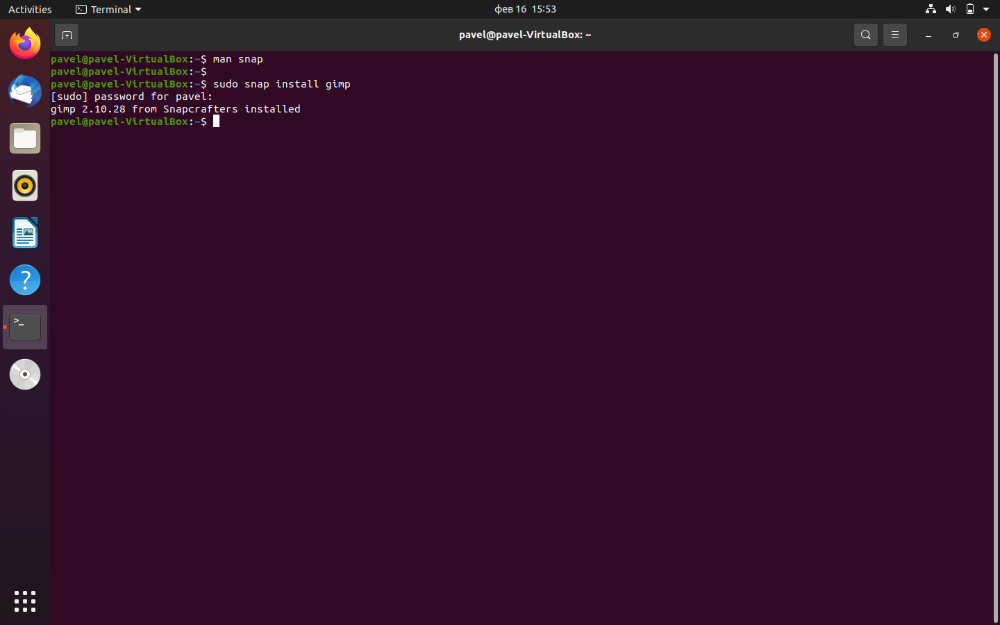 Activities Terminal фев 16 15:53
pavel@pavel-VirtualBox: ~
pavel@pavel-VirtualBox:~$ man snap
pavel@pavel-VirtualBox:~$
pavel@pavel-VirtualBox:~$ sudo snap install gimp
[sudo] password for pavel:
gimp 2.10.28 from Snapcrafters installed
pavel@pavel-VirtualBox:~$